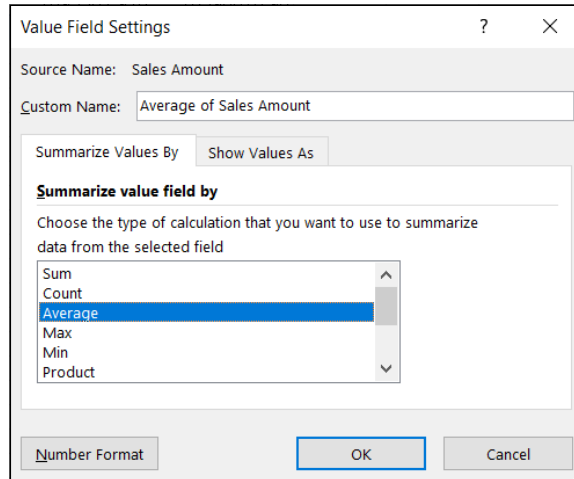 Value Field Settings ?
Source Name: Sales Amount
Custom Name: Average of Sales Amount
Summarize Values By Show Values As
Summarize value field by
Choose the type of calculation that you want to use to summarize
data from the selected field
Sum
Count
Average
Max
Min
Product
Number Format OK Cancel